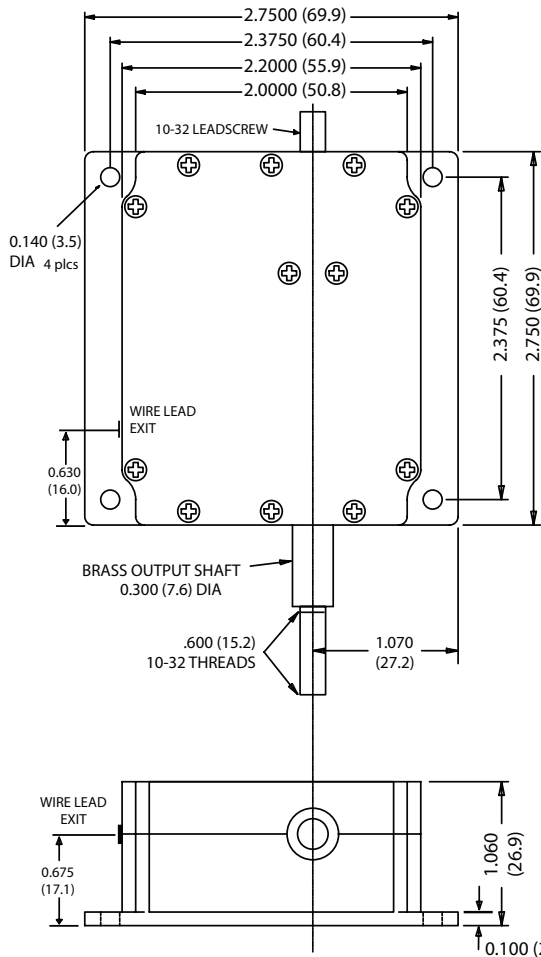 2.7500 (69.9)
2.3750 (60.4)
2.2000 (55.9)
2.0000 (50.8)
10-32 LEADSCREW
0.140 (3.5)
DIA 4 plcs
2.375 (60.4)
2.750 (69.9)
WIRE LEAD
EXIT
0.630
(16.0)
BRASS OUTPUT SHAFT
0.300 (7.6) DIA
.600 (15.2)
10-32 THREADS
1.070
(27.2)
WIRE LEAD
EXIT
0.675
(17.1)
1.060
(26.9)
0.100